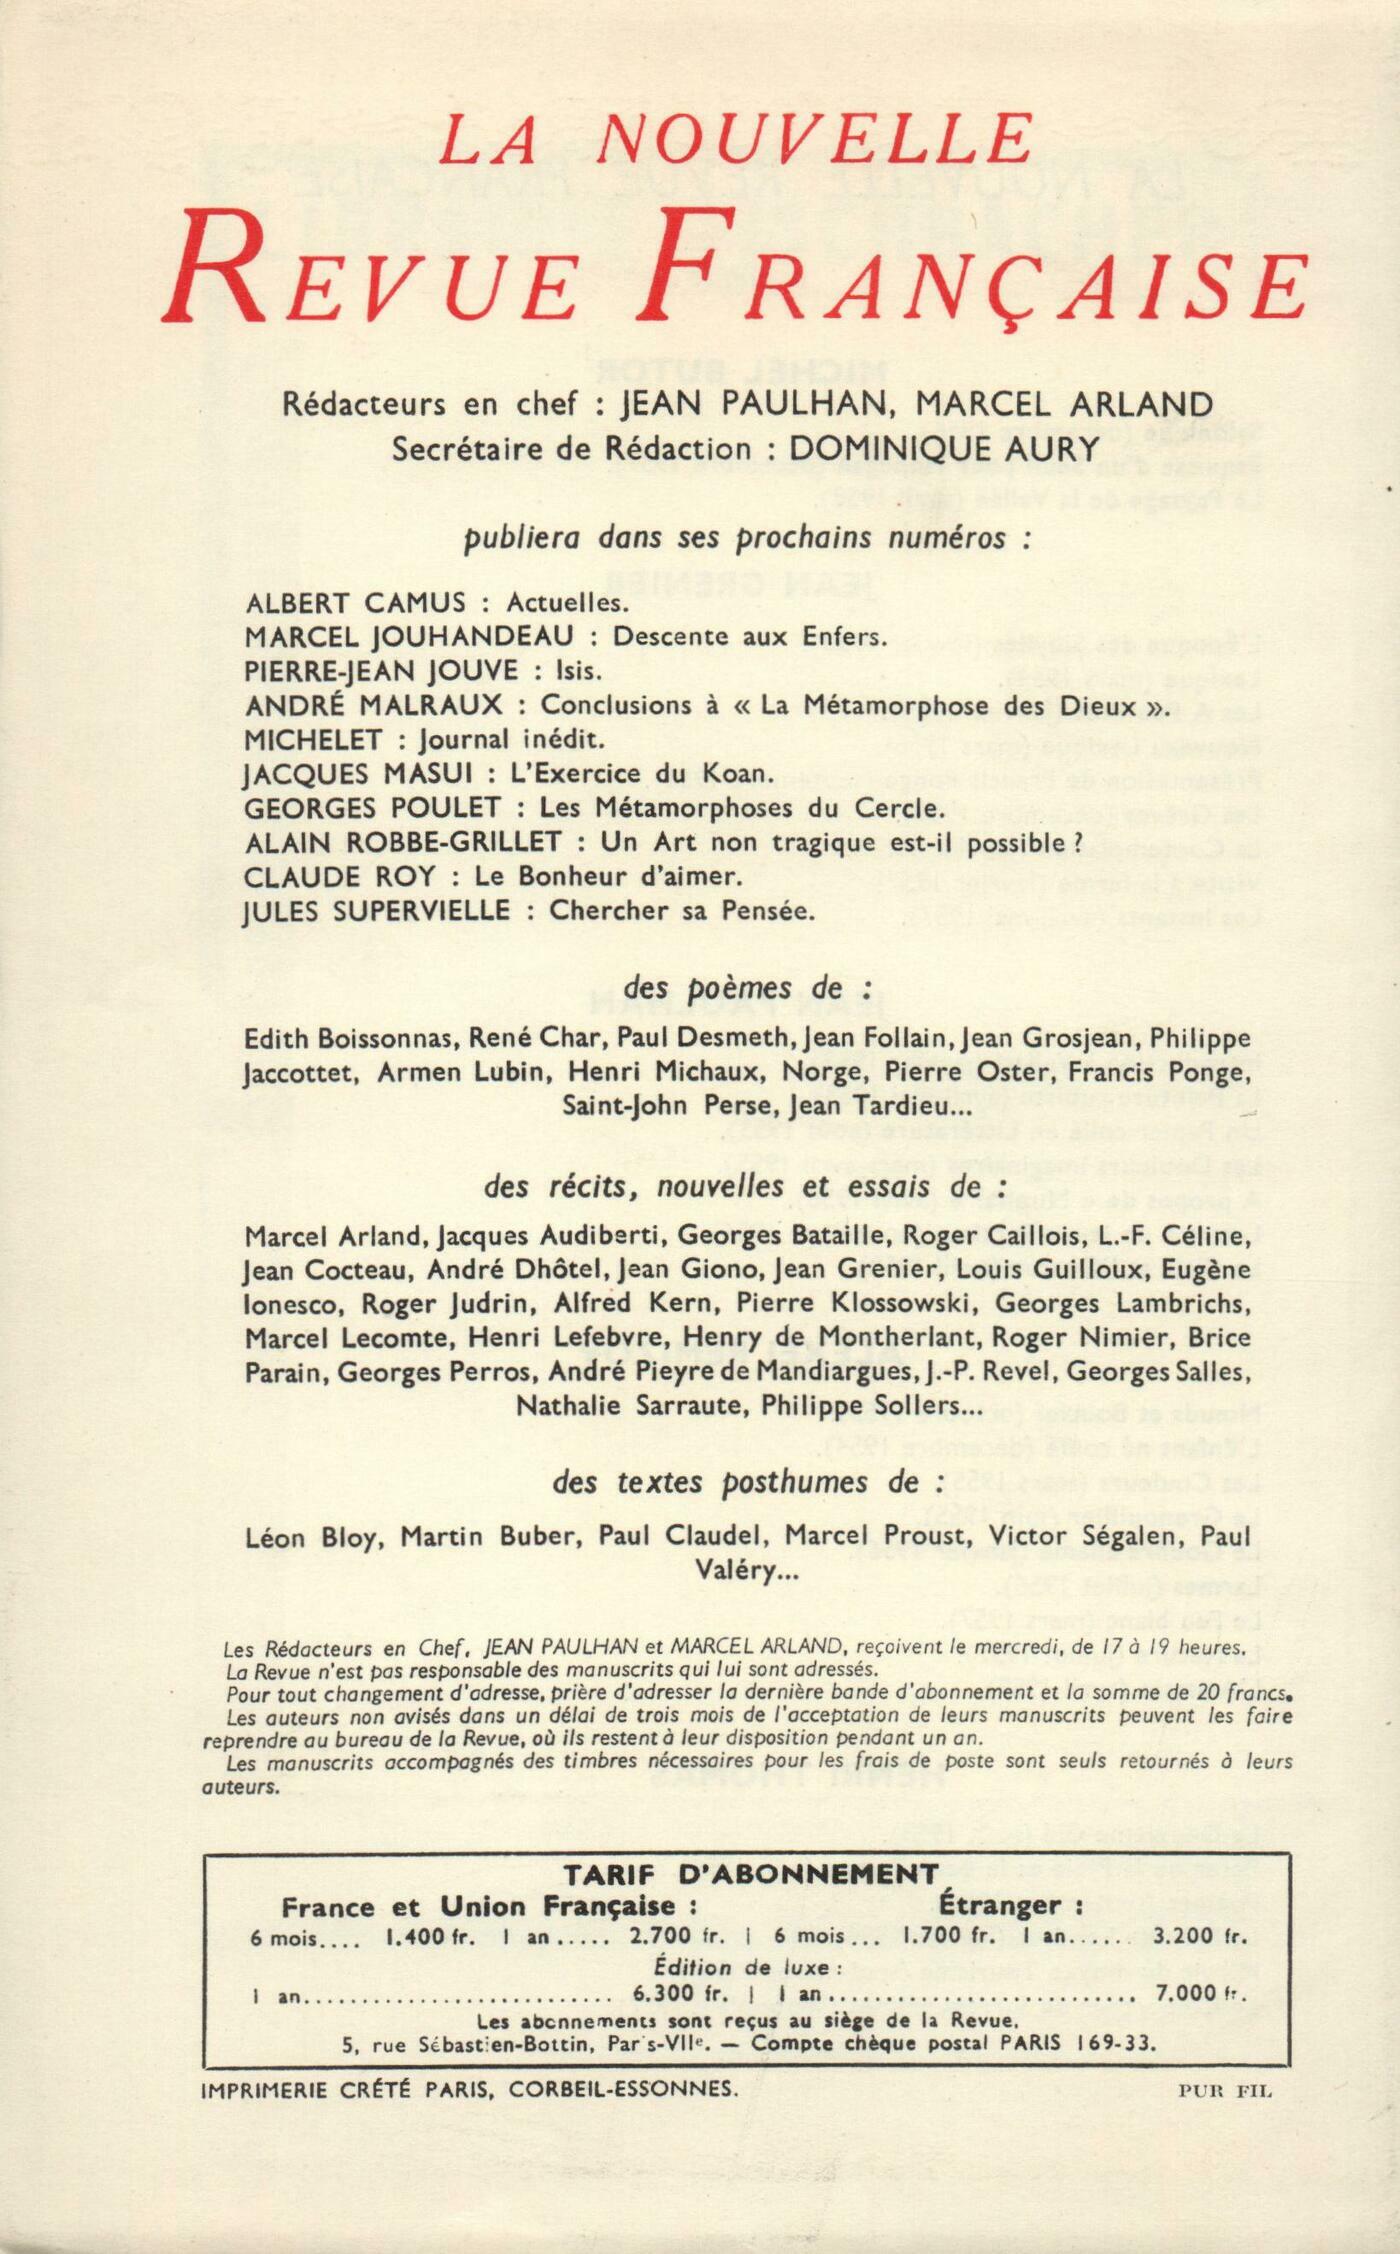 LA NOUVELLE
REVUE FRANÇAISE
Rédacteurs en chef : JEAN PAULHAN, MARCEL ARLAND
Secrétaire de Rédaction : DOMINIQUE AURY
publiera dans ses prochains numéros :
ALBERT CAMUS : Actuelles.
MARCEL JOUHANDEAU : Descente aux Enfers.
PIERRE-JEAN JOUVE : Isis.
ANDRÉ MALRAUX : Conclusions à « La Métamorphose des Dieux ».
MICHELET : Journal inédit.
JACQUES MASUI : L'Exercice du Koan.
GEORGES POULET : Les Métamorphoses du Cercle.
ALAIN ROBBE-GRILLET : Un Art non tragique est-il possible ?
CLAUDE ROY : Le Bonheur d'aimer.
JULES SUPERVIELLE : Chercher sa Pensée.
des poèmes de :
Edith Boissonnas, René Char, Paul Desmeth, Jean Follain, Jean Grosjean, Philippe
Jaccottet, Armen Lubin, Henri Michaux, Norge, Pierre Oster, Francis Ponge,
Saint-John Perse, Jean Tardieu...
des récits, nouvelles et essais de :
Marcel Arland, Jacques Audiberti, Georges Bataille, Roger Caillois, L.-F. Céline,
Jean Cocteau, André Dhôtel, Jean Giono, Jean Grenier, Louis Guilloux, Eugène
Ionesco, Roger Judrin, Alfred Kern, Pierre Klossowski, Georges Lambrichs,
Marcel Lecomte, Henri Lefebvre, Henry de Montherlant, Roger Nimier, Brice
Parain, Georges Perros, André Pieyre de Mandiargues, J.-P. Revel, Georges Salles,
Nathalie Sarraute, Philippe Sollers...
des textes posthumes de :
Léon Bloy, Martin Buber, Paul Claudel, Marcel Proust, Victor Ségalen, Paul
Valéry...
Les Rédacteurs en Chef, JEAN PAULHAN et MARCEL ARLAND, reçoivent le mercredi, de 17 à 19 heures.
La Revue n'est pas responsable des manuscrits qui lui sont adressés.
Pour tout changement d'adresse, prière d'adresser la dernière bande d'abonnement et la somme de 20 francs.
Les auteurs non avisés dans un délai de trois mois de l'acceptation de leurs manuscrits peuvent les faire
reprendre au bureau de la Revue, où ils restent à leur disposition pendant un an.
Les manuscrits accompagnés des timbres nécessaires pour les frais de poste sont seuls retournés à leurs
auteurs.
TARIF D'ABONNEMENT
France et Union Française : Étranger :
6 mois.... 1.400 fr. 1 an ..... 2.700 fr. | 6 mois ... 1.700 fr. 1 an...... 3.200 fr.
Édition de luxe :
1 an........................... 6.300 fr. | 1 an........................... 7.000 fr.
Les abonnements sont reçus au siège de la Revue.
5, rue Sébastien-Bottin, Paris-VIIe. — Compte chèque postal PARIS 169-33.
IMPRIMERIE CRÉTÉ PARIS, CORBEIL-ESSONNES. PUR FIL